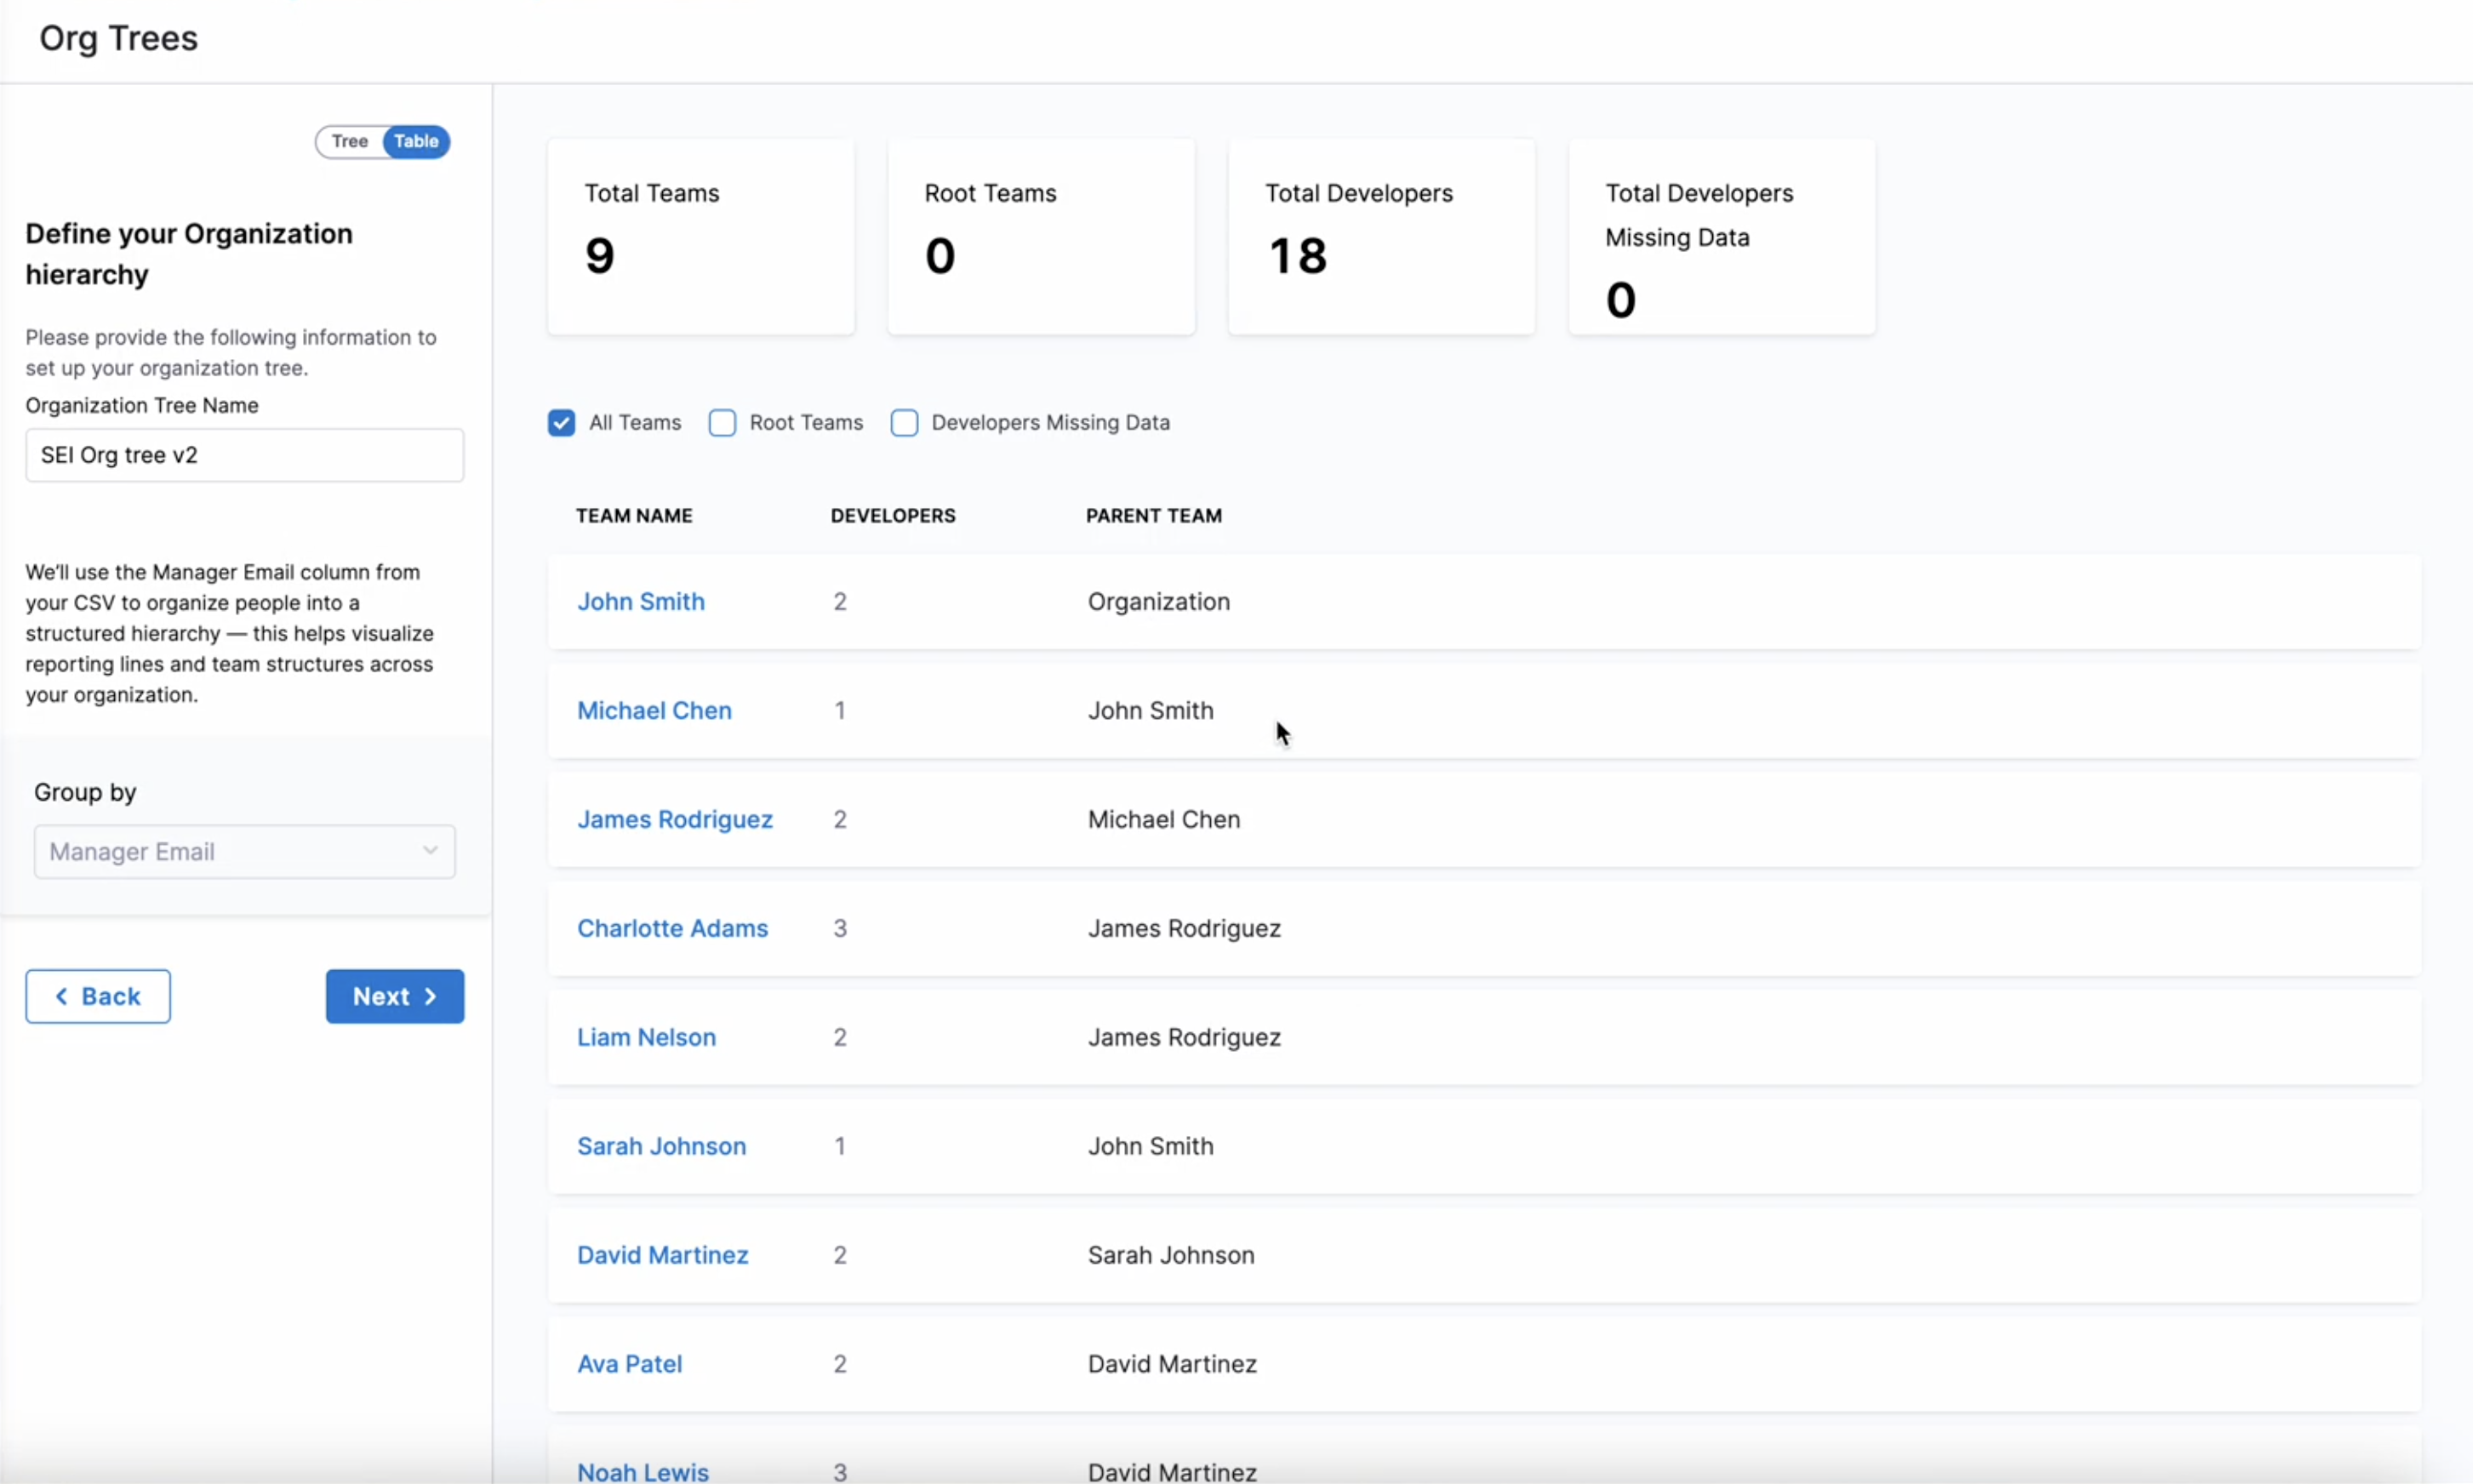 Org Trees
Tree Table
Define your Organization
hierarchy
Please provide the following information to
set up your organization tree.
Organization Tree Name
SEI Org tree v2
We’ll use the Manager Email column from
your CSV to organize people into a
structured hierarchy — this helps visualize
reporting lines and team structures across
your organization.
Group by
Manager Email
Back
Next
Total Teams
9
Root Teams
0
Total Developers
18
Total Developers
Missing Data
0
All Teams Root Teams Developers Missing Data
TEAM NAME DEVELOPERS PARENT TEAM
John Smith 2 Organization
Michael Chen 1 John Smith
James Rodriguez 2 Michael Chen
Charlotte Adams 3 James Rodriguez
Liam Nelson 2 James Rodriguez
Sarah Johnson 1 John Smith
David Martinez 2 Sarah Johnson
Ava Patel 2 David Martinez
Noah Lewis 3 David Martinez